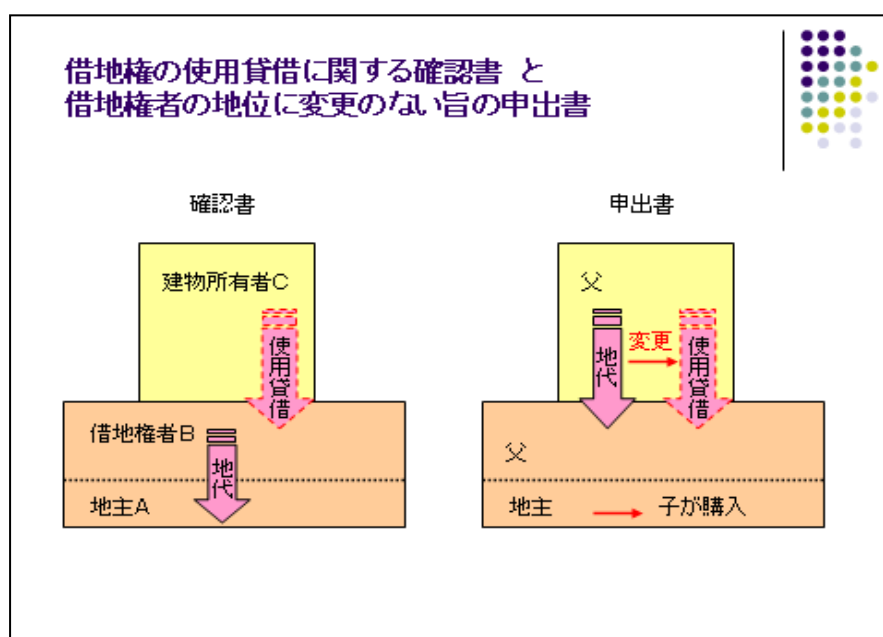 借地権の使用貸借に関する確認書 と
借地権者の地位に変更のない旨の申出書
確認書
建物所有者C
使用貸借
借地権者B
地代
地主A
申出書
父
地代
変更
使用貸借
父
地主
子が購入